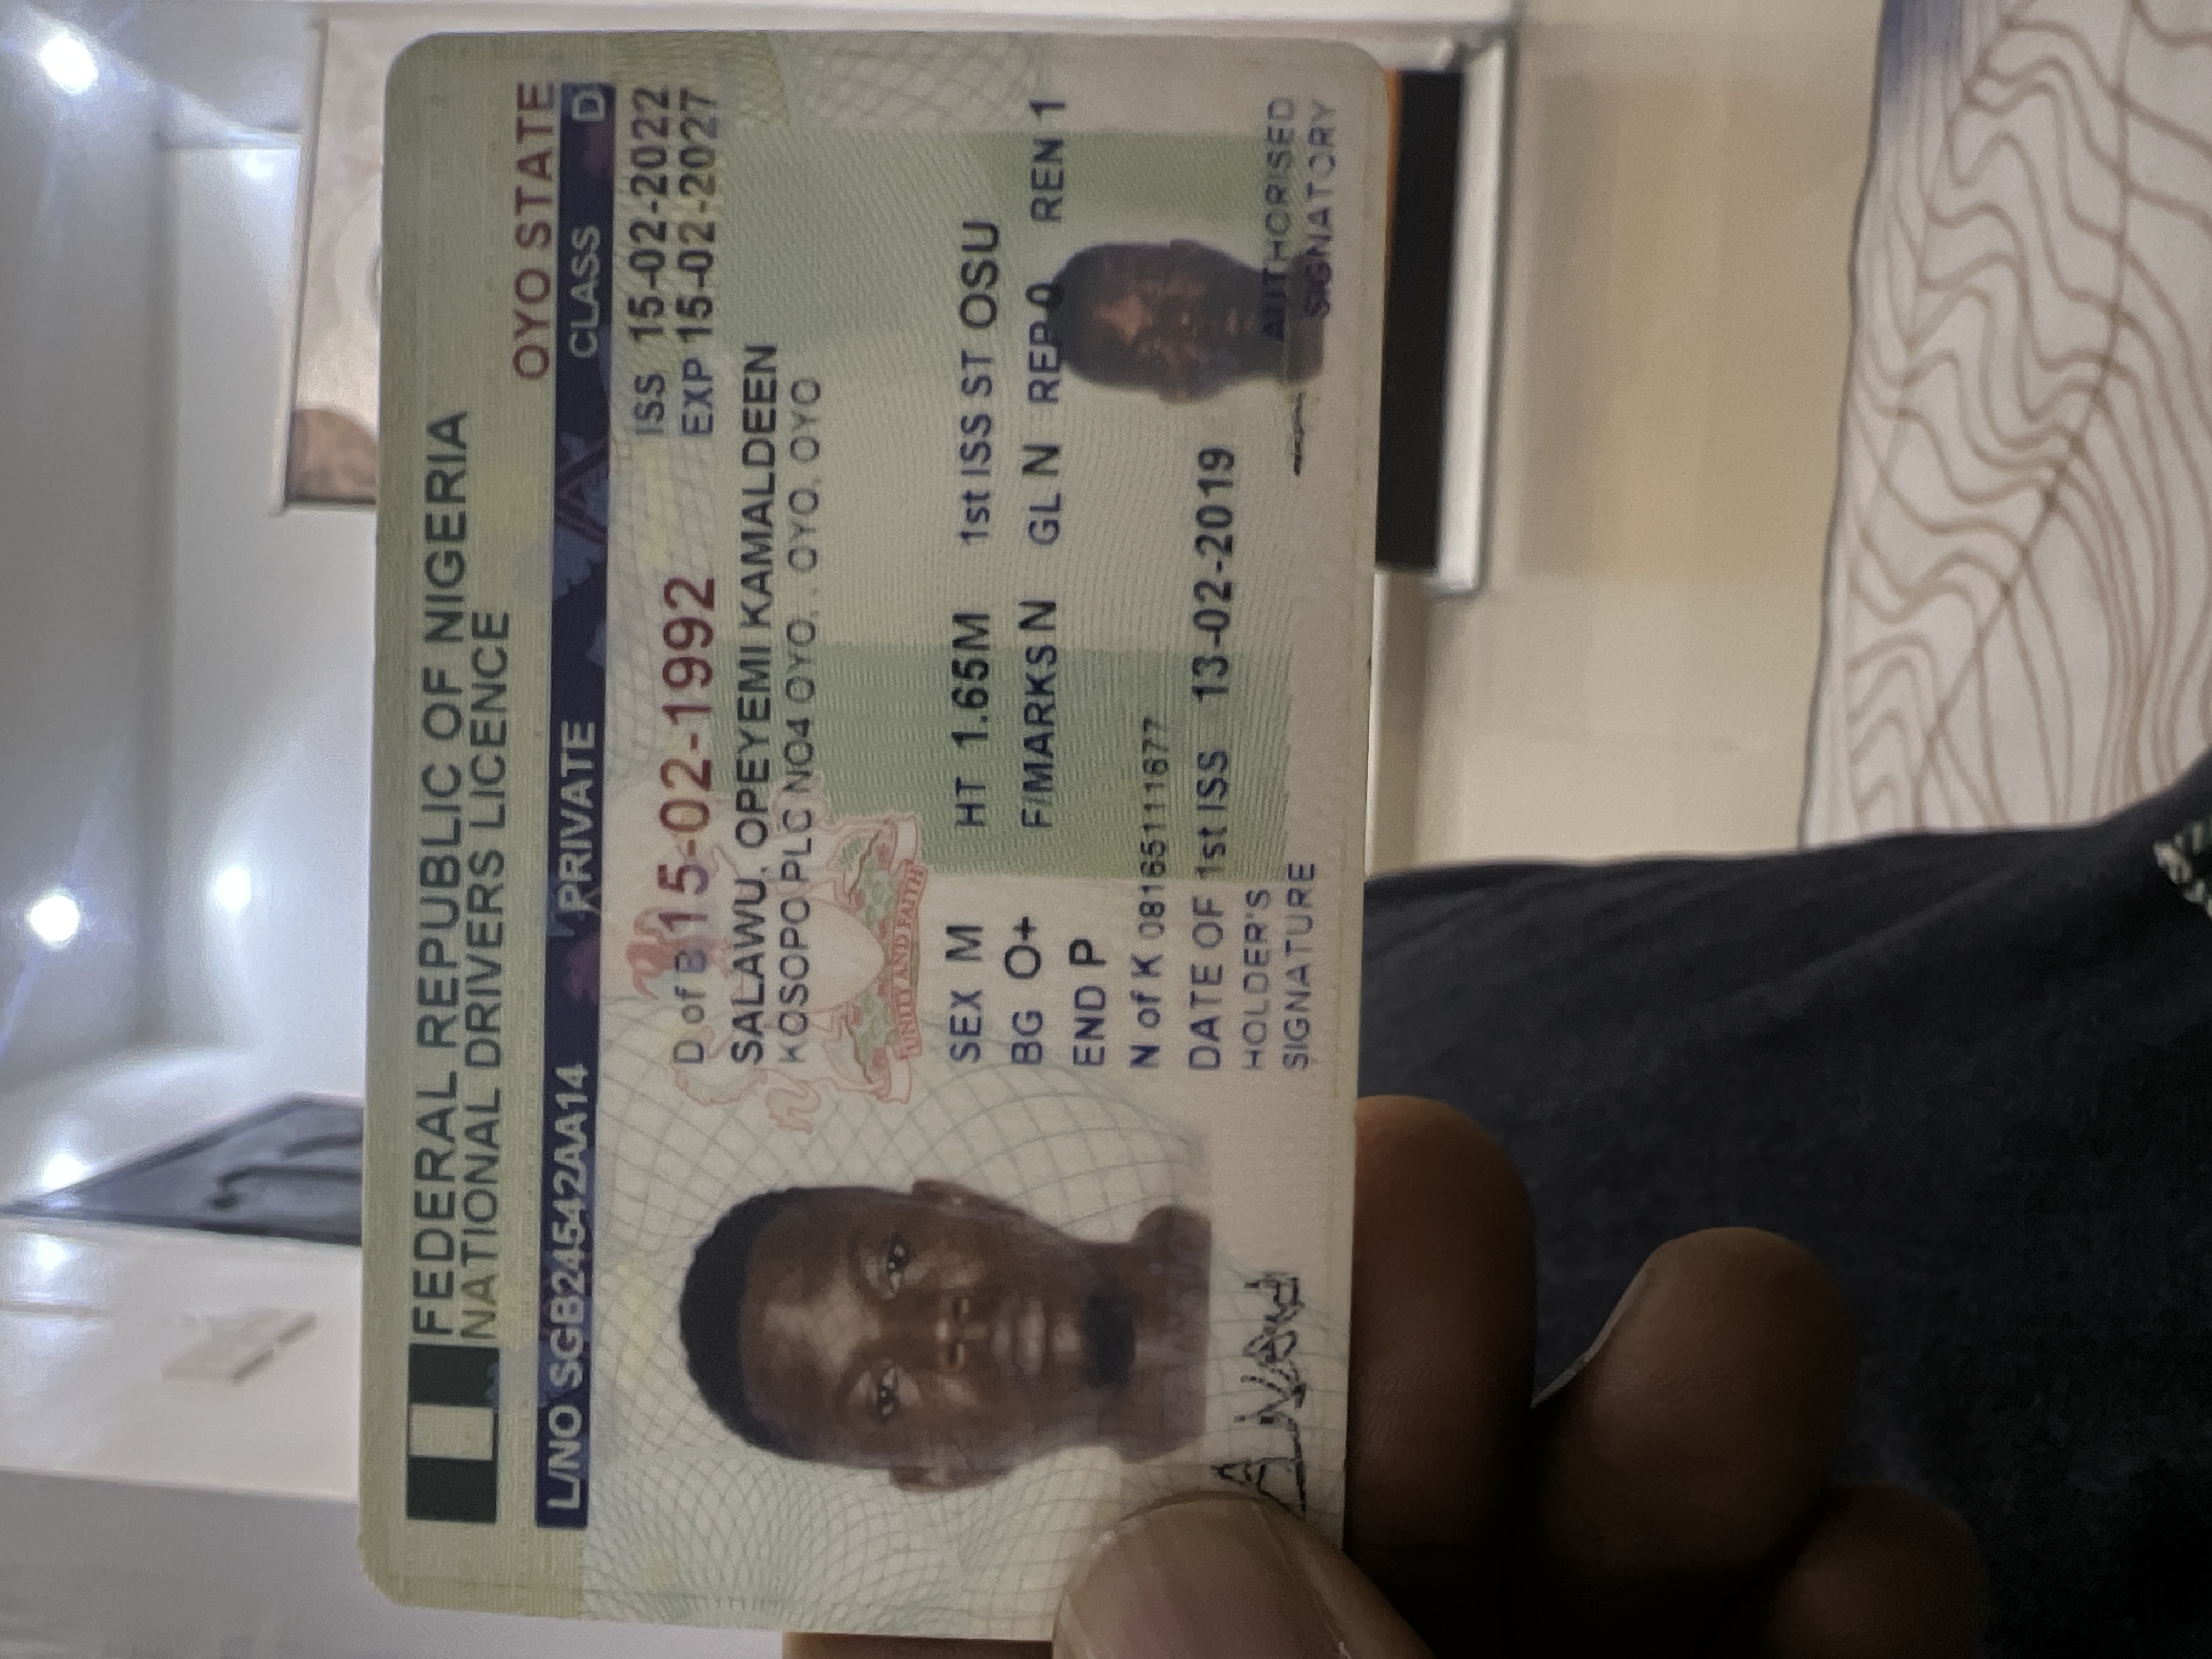 FEDERAL REPUBLIC OF NIGERIA
NATIONAL DRIVERS LICENCE
OYO STATE
L/NO SGB24542AA14 PRIVATE CLASS D
ISS 15-02-2022
D of B 15-02-1992 EXP 15-02-2027
SALAWU, OPEYEMI KAMALDEEN
KOSOPO PLC NO4 OYO, . OYO, OYO
UNITY AND FAITH
SEX M HT 1.65M 1st ISS ST OSU
BG O+ F/MARKS N GL N REP 0 REN 1
END P
N of K 08165111677
DATE OF 1st ISS 13-02-2019
HOLDER'S
SIGNATURE
AUTHORISED
SIGNATORY